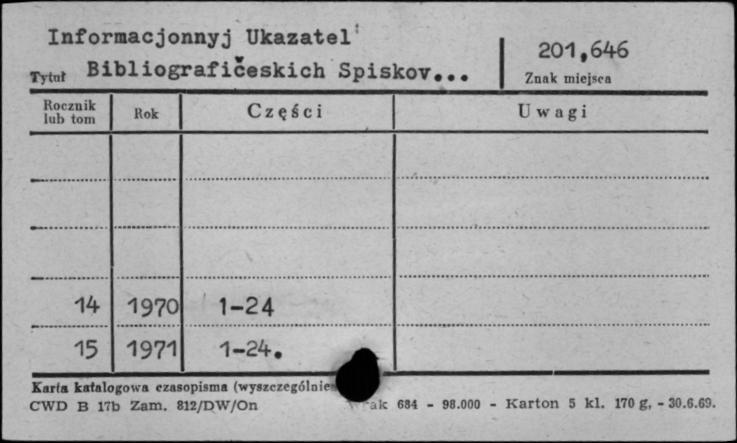 Informacjonnyj Ukazatel'
Tytuł Bibliografičeskich Spiskov...
201,646
Znak miejsca
Rocznik lub tom Rok Części Uwagi
14 1970 1-24
15 1971 1-24.
Karta katalogowa czasopisma
CWD B 17b Zam. 812/DW/On 684 - 98.000 - Karton 5 kl. 170 g. - 30.6.69.